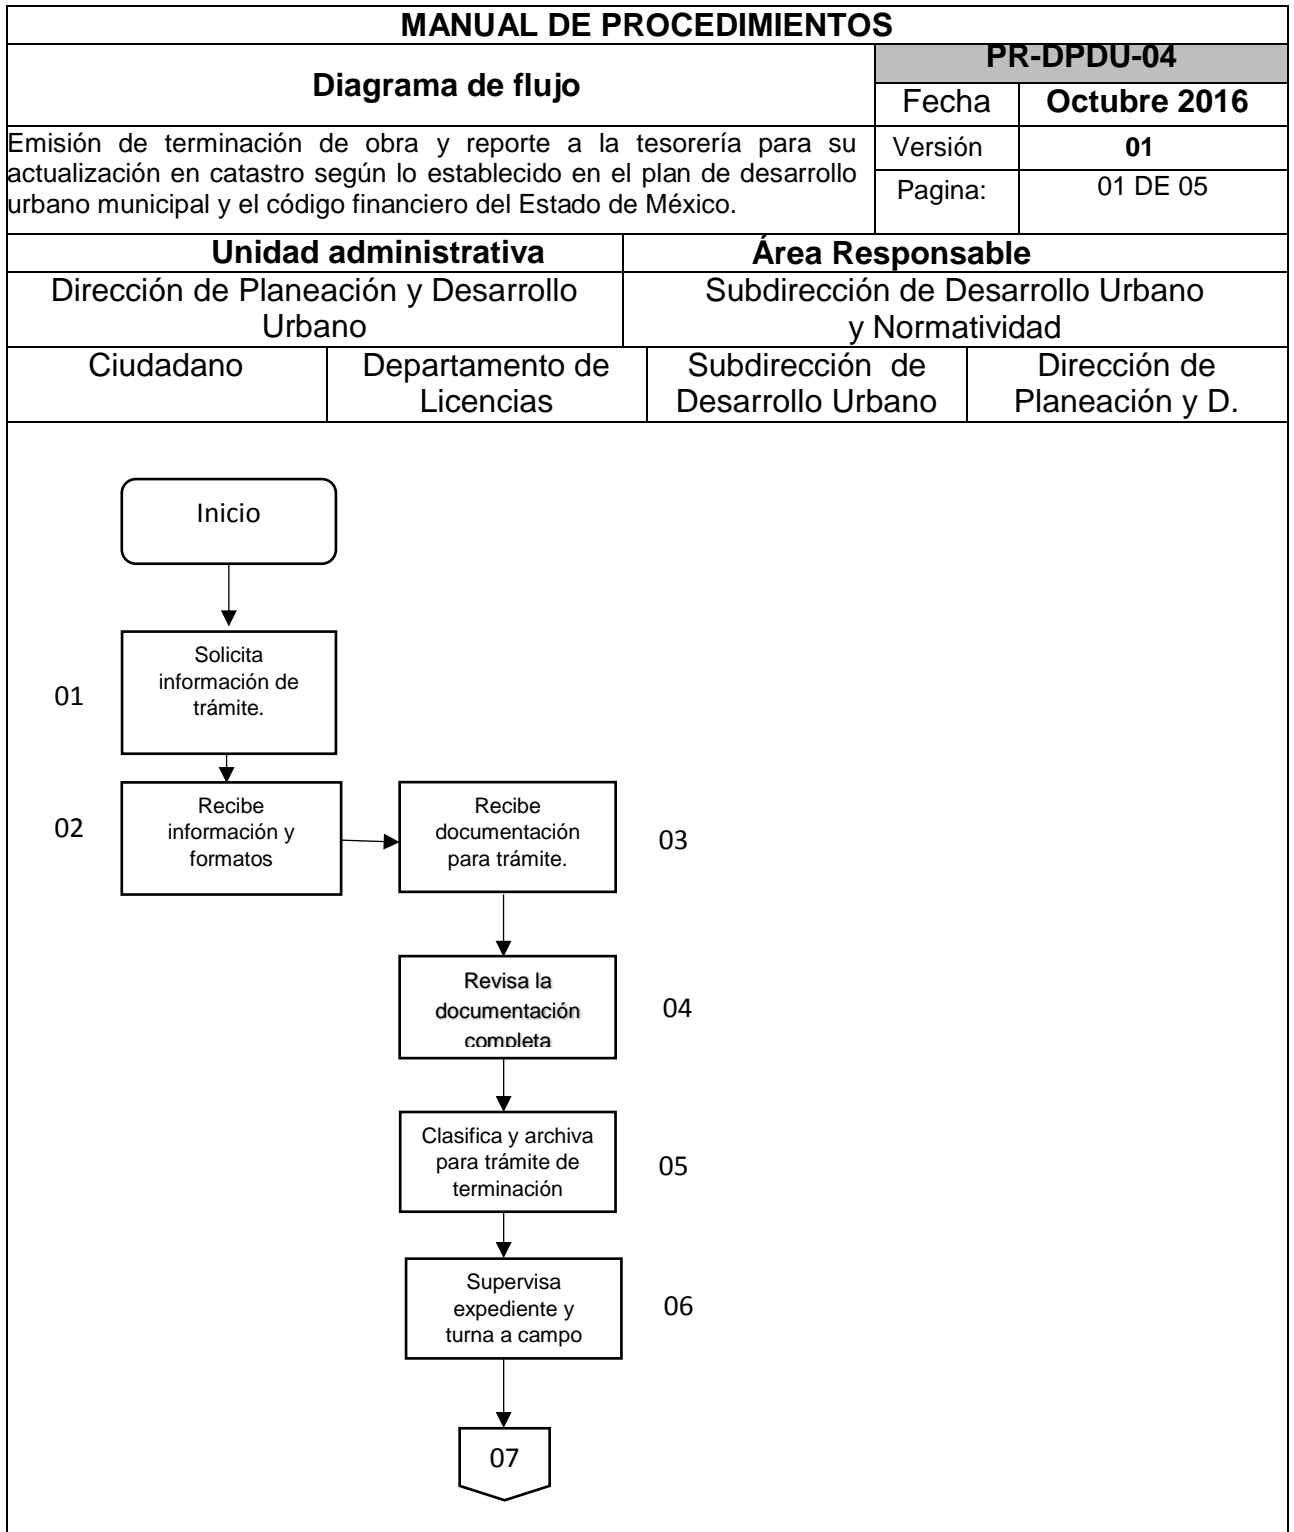 MANUAL DE PROCEDIMIENTOS
Diagrama de flujo
PR-DPDU-04
Fecha
Octubre 2016
Emisión de terminación de obra y reporte a la tesorería para su
actualización en catastro según lo establecido en el plan de desarrollo
urbano municipal y el código financiero del Estado de México.
Versión
01
Pagina:
01 DE 05
Unidad administrativa
Área Responsable
Dirección de Planeación y Desarrollo
Urbano
Subdirección de Desarrollo Urbano
y Normatividad
Ciudadano
Departamento de
Licencias
Subdirección de
Desarrollo Urbano
Dirección de
Planeación y D.
Inicio
01
Solicita
información de
trámite.
02
Recibe
información y
formatos
Recibe
documentación
para trámite.
03
Revisa la
documentación
completa
04
Clasifica y archiva
para trámite de
terminación
05
Supervisa
expediente y
turna a campo
06
07